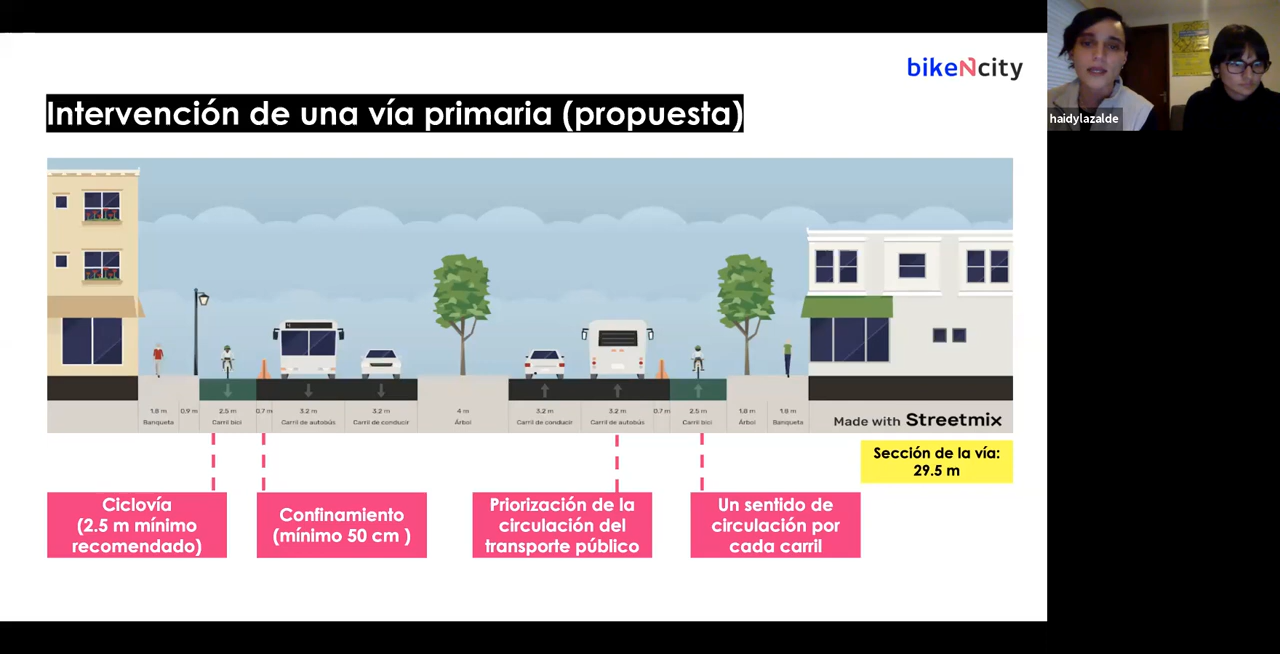 bikeNcity
haidylazalde
Intervención de una vía primaria (propuesta)
1.8 m
Banqueta
0.9 m
2.5 m
Carril bici
0.7 m
3.2 m
Carril de autobús
3.2 m
Carril de conducir
4 m
Árbol
3.2 m
Carril de conducir
3.2 m
Carril de autobús
0.7 m
2.5 m
Carril bici
1.8 m
Árbol
1.8 m
Banqueta
Made with Streetmix
Sección de la vía:
29.5 m
Ciclovía
(2.5 m mínimo
recomendado)
Confinamiento
(mínimo 50 cm )
Priorización de la
circulación del
transporte público
Un sentido de
circulación por
cada carril